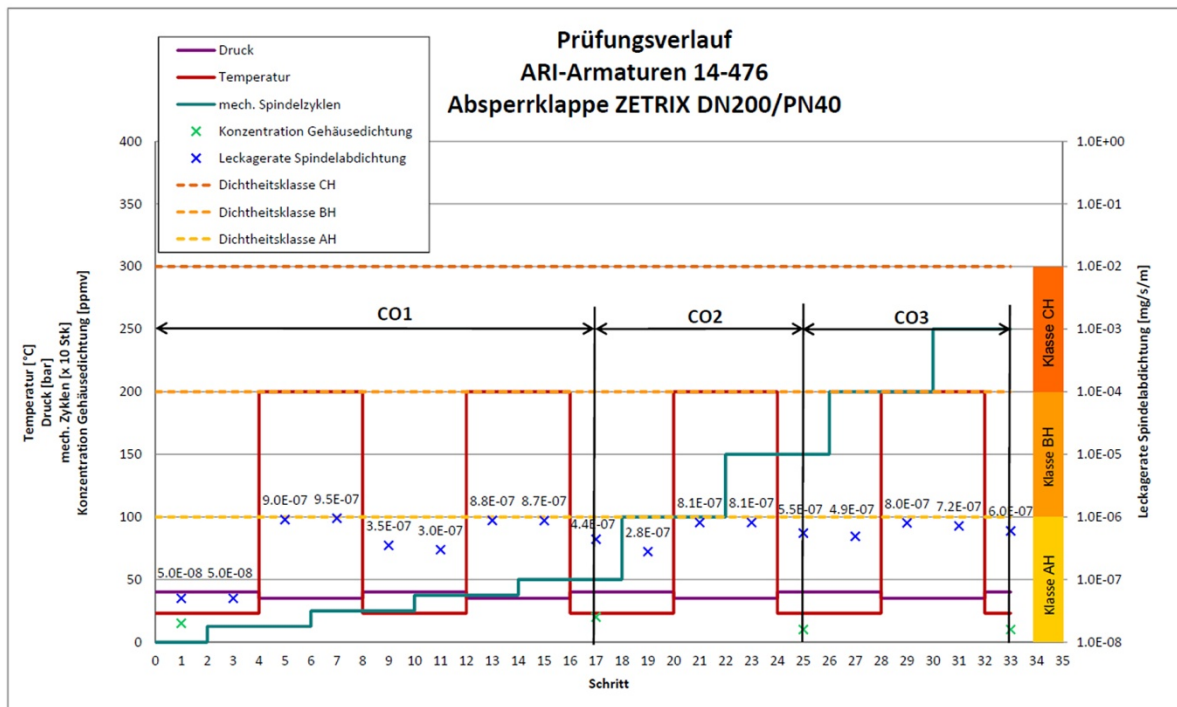 Prüfungsverlauf
ARI-Armaturen 14-476
Absperrklappe ZETRIX DN200/PN40
Druck
Temperatur
mech. Spindelzyklen
Konzentration Gehäusedichtung
Leckagerate Spindelabdichtung
Dichtheitsklasse CH
Dichtheitsklasse BH
Dichtheitsklasse AH
Temperatur [°C]
Druck [bar]
mech. Zyklen [x 10 Stk]
Konzentration Gehäusedichtung [ppmv]
400
350
300
250
200
150
100
50
0
CO1 CO2 CO3
9.0E-07 9.5E-07 8.8E-07 8.7E-07 8.1E-07 8.1E-07 8.0E-07 7.2E-07
3.5E-07 3.0E-07 4.4E-07 2.8E-07 5.5E-07 4.9E-07 6.0E-07
5.0E-08 5.0E-08
1.0E+00
1.0E-01
1.0E-02
1.0E-03
1.0E-04
1.0E-05
1.0E-06
1.0E-07
1.0E-08
Klasse CH
Klasse BH
Klasse AH
Leckagerate Spindelabdichtung [mg/s/m]
0 1 2 3 4 5 6 7 8 9 10 11 12 13 14 15 16 17 18 19 20 21 22 23 24 25 26 27 28 29 30 31 32 33 34 35
Schritt